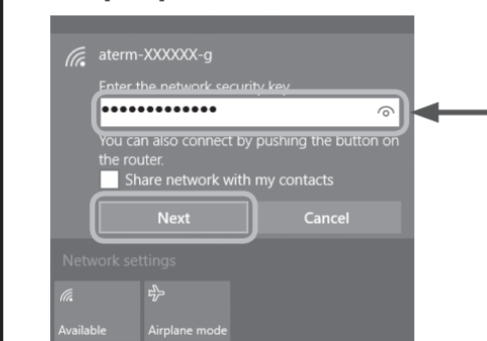 aterm-XXXXXX-g
Enter the network security key
•••••••••••••
You can also connect by pushing the button on
the router.
Share network with my contacts
Next Cancel
Network settings
Available Airplane mode